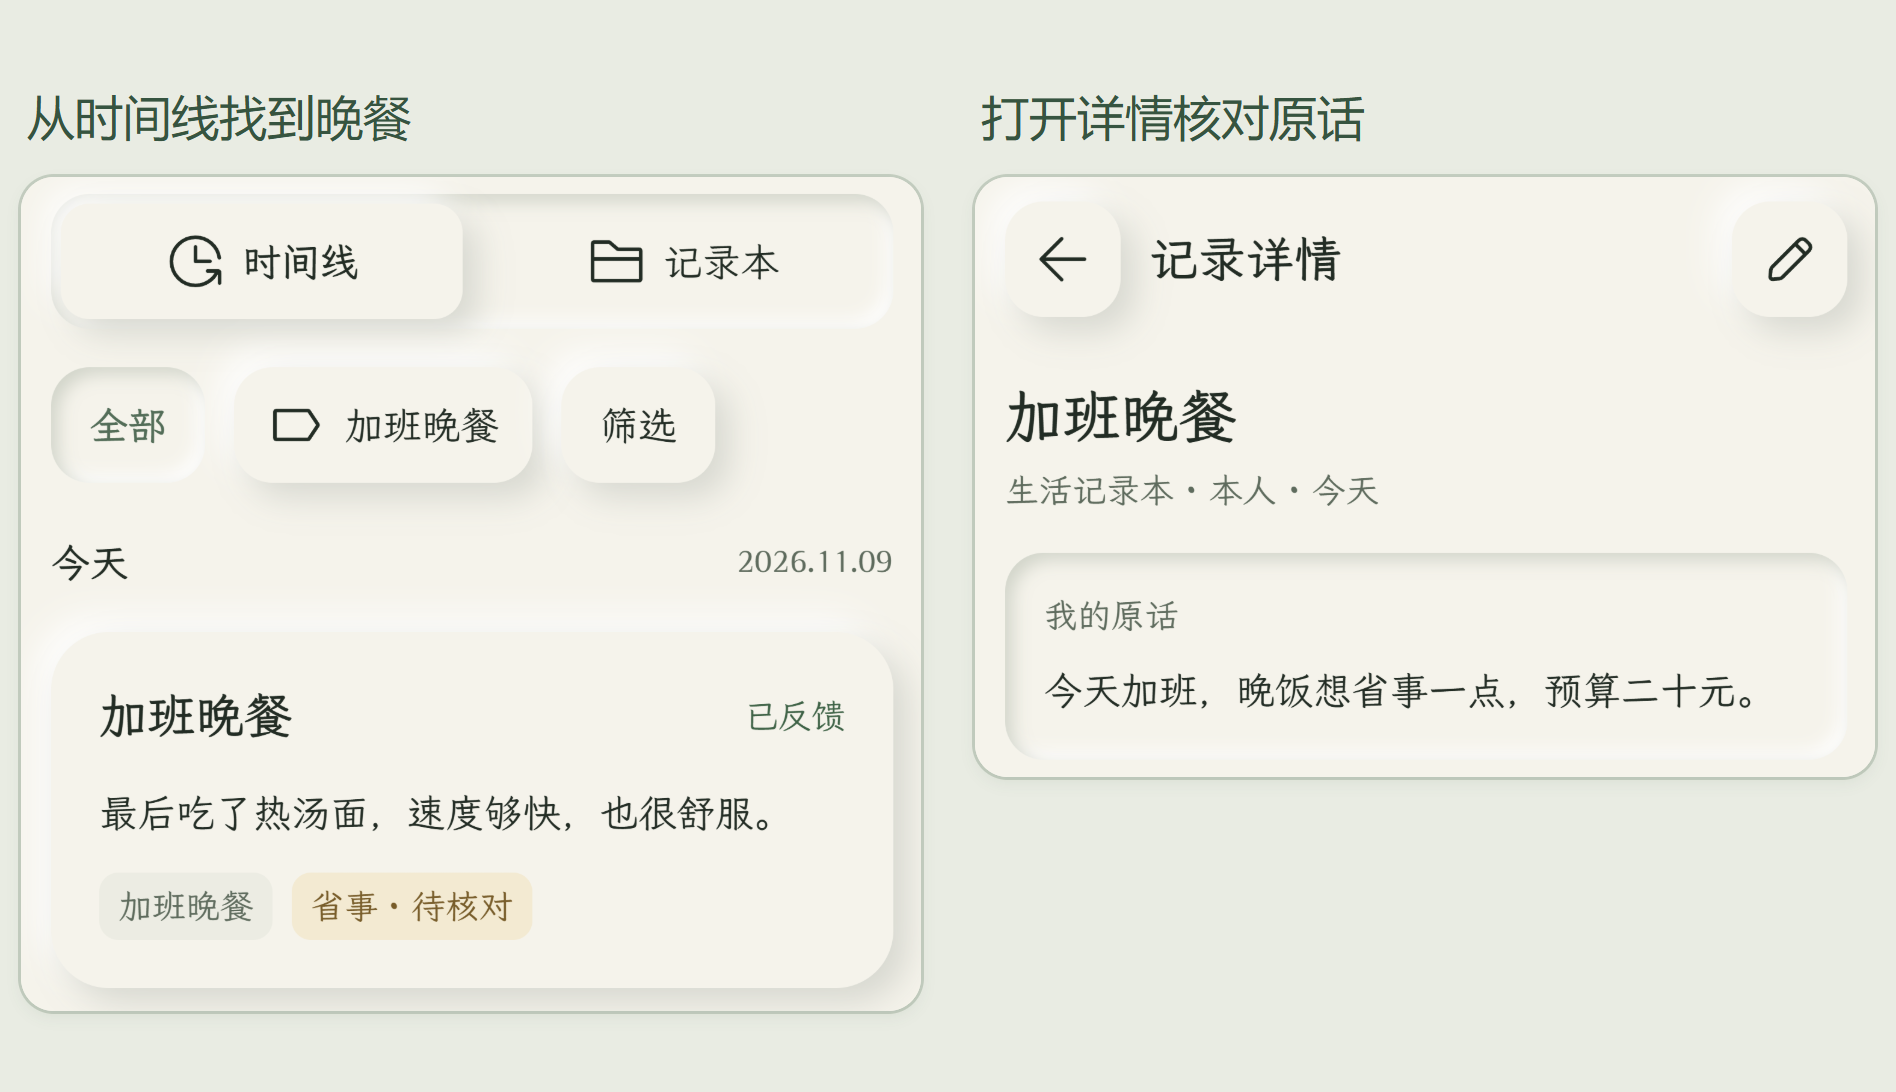 从时间线找到晚餐
时间线
记录本
全部
加班晚餐
筛选
今天
2026.11.09
加班晚餐
已反馈
最后吃了热汤面，速度够快，也很舒服。
加班晚餐
省事·待核对
打开详情核对原话
记录详情
加班晚餐
生活记录本·本人·今天
我的原话
今天加班，晚饭想省事一点，预算二十元。